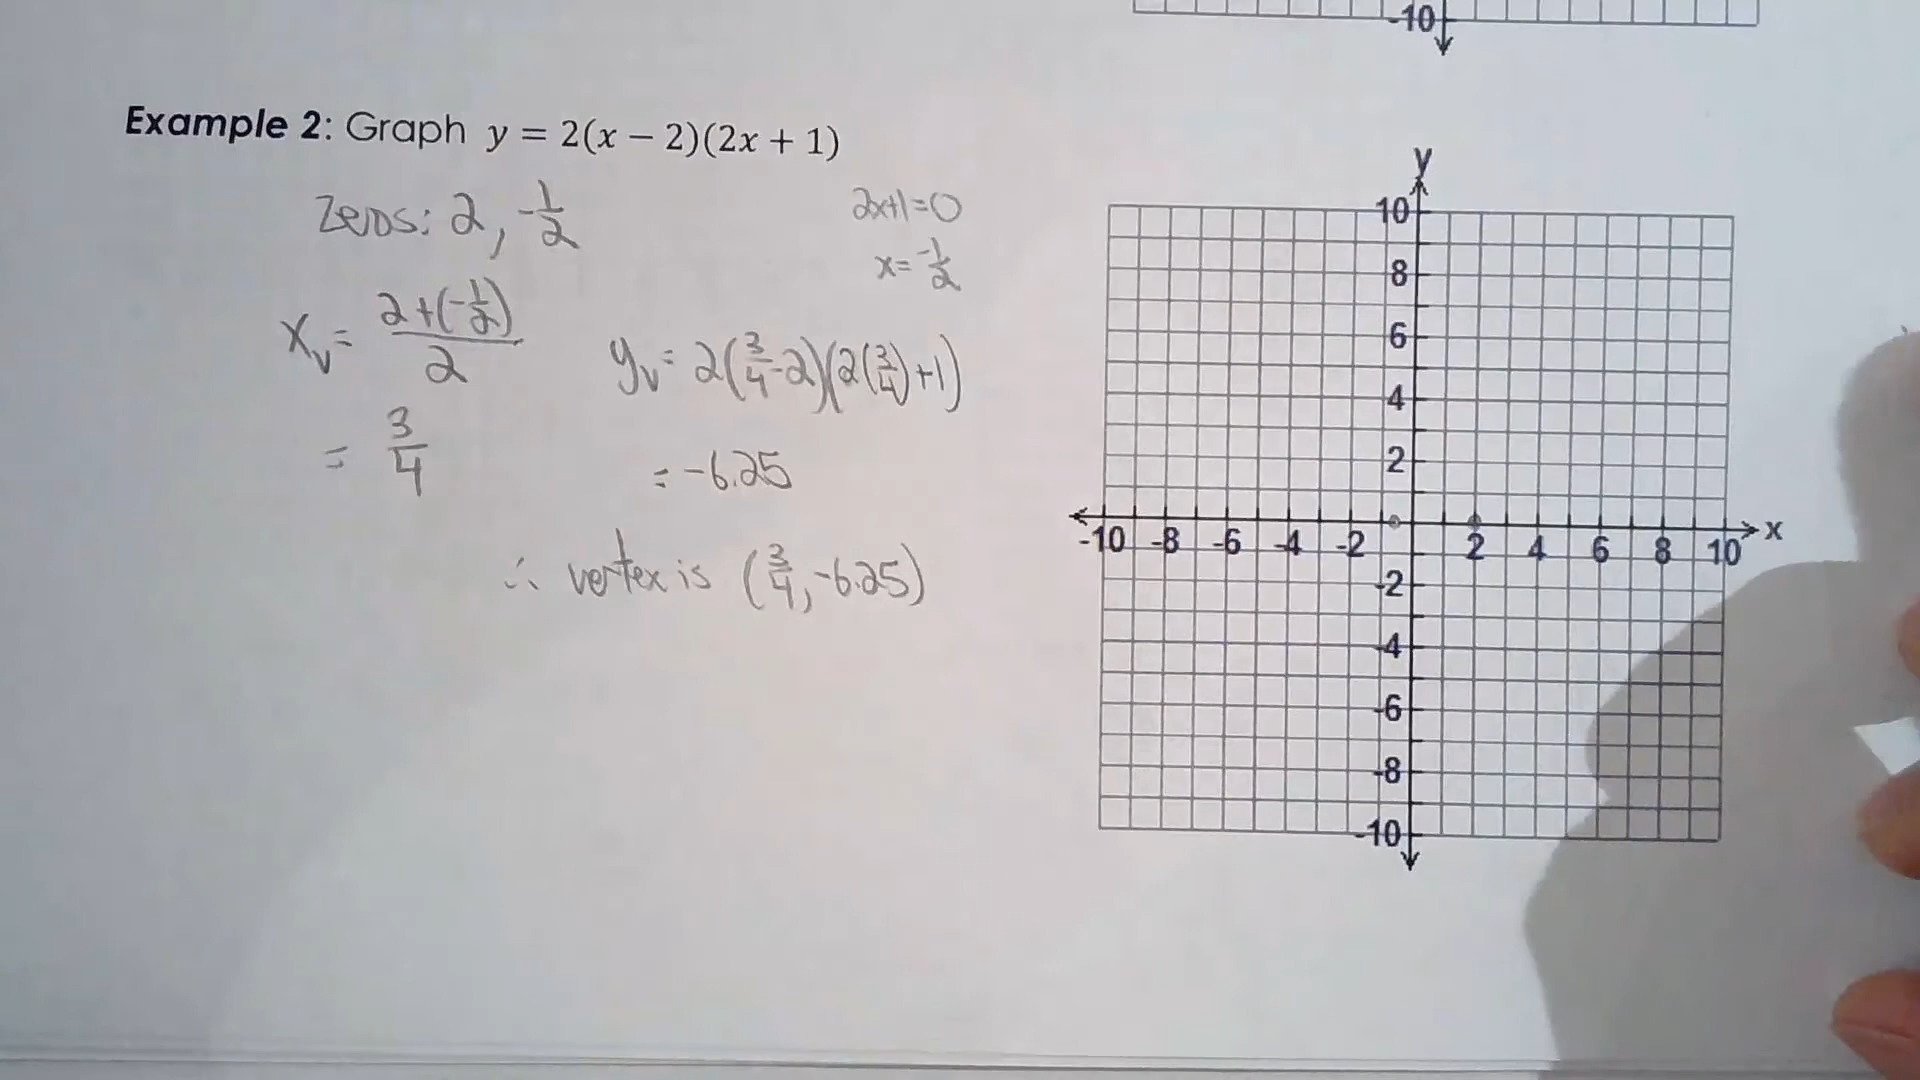 -10
Example 2: Graph y = 2(x − 2)(2x + 1)
Zeros: 2, -1/2
2x+1=0
x= -1/2
xv = (2+(-1/2))/2
= 3/4
yv = 2(3/4-2)(2(3/4)+1)
= -6.25
∴ vertex is (3/4, -6.25)
y
10
8
6
4
2
-10 -8 -6 -4 -2 2 4 6 8 10 x
-2
-4
-6
-8
-10